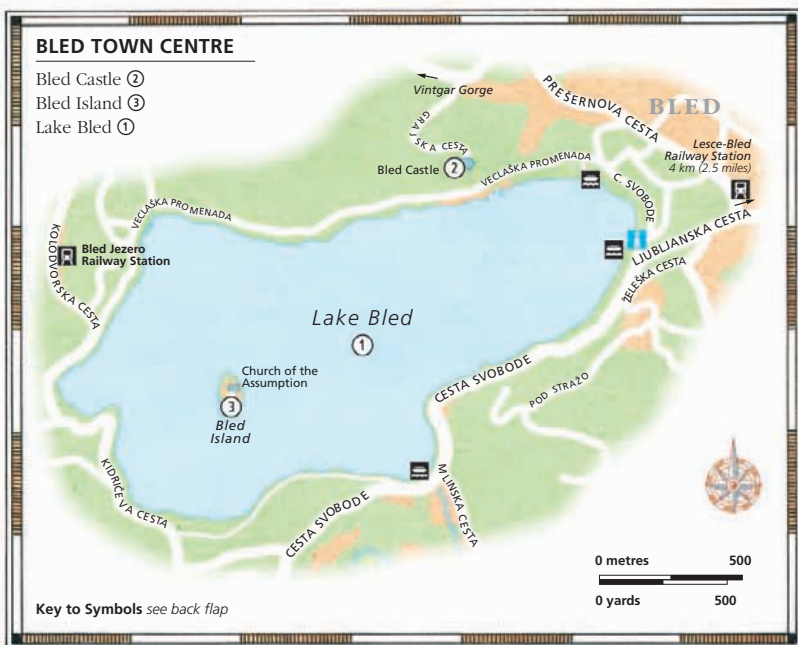 BLED TOWN CENTRE
Bled Castle 2
Bled Island 3
Lake Bled 1
Vintgar Gorge
PREŠERNOVA CESTA
BLED
GRAJSKA CESTA
Lesce-Bled
Railway Station
4 km (2.5 miles)
Bled Castle 2
VECLAŠKA PROMENADA
C. SVOBODE
VECLAŠKA PROMENADA
KOLODVORSKA CESTA
Bled Jezero
Railway Station
LJUBLJANSKA CESTA
ŽELEŠKA CESTA
Lake Bled
1
Church of the
Assumption
3
Bled
Island
CESTA SVOBODE
POD STRAŽO
KIDRIČEVA CESTA
CESTA SVOBODE
MLINSKA CESTA
0 metres 500
0 yards 500
Key to Symbols see back flap